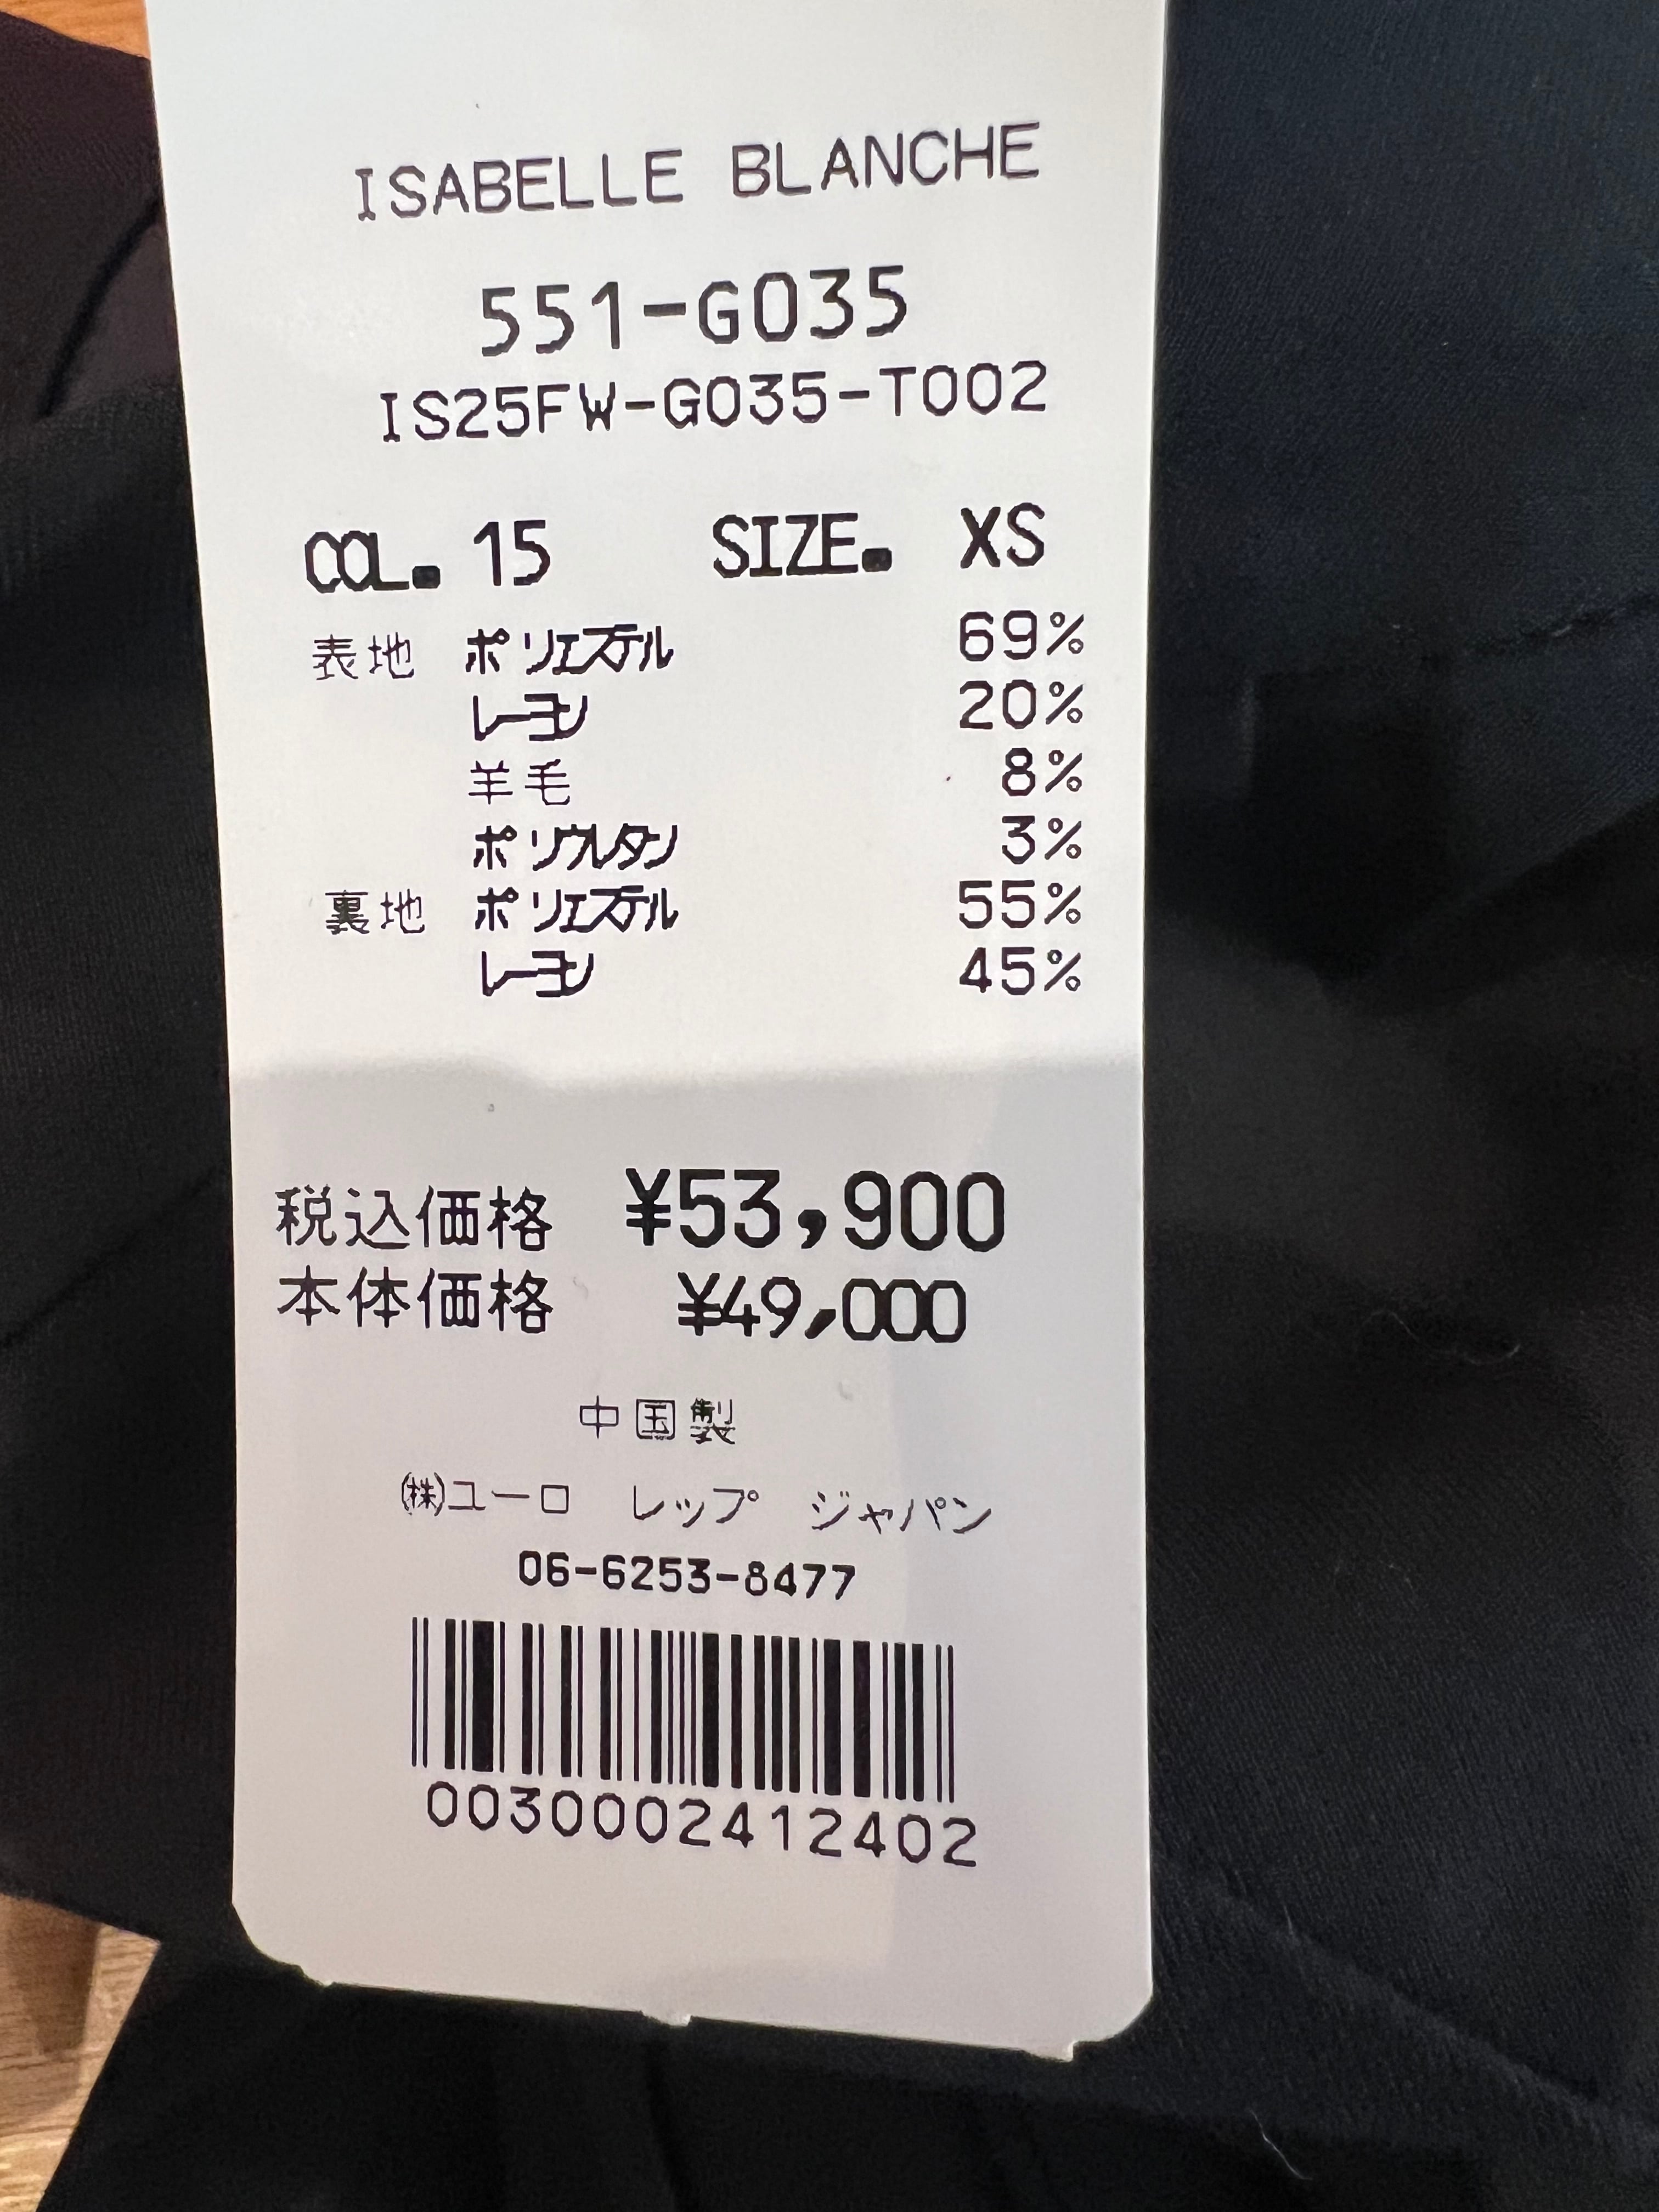 ISABELLE BLANCHE
551-G035
IS25FW-G035-T002
COL. 15 SIZE. XS
表地 ポリエステル 69%
レーヨン 20%
羊毛 8%
ポリウレタン 3%
裏地 ポリエステル 55%
レーヨン 45%
税込価格 ¥53,900
本体価格 ¥49,000
中国製
㈱ユーロ レップ ジャパン
06-6253-8477
0030002412402